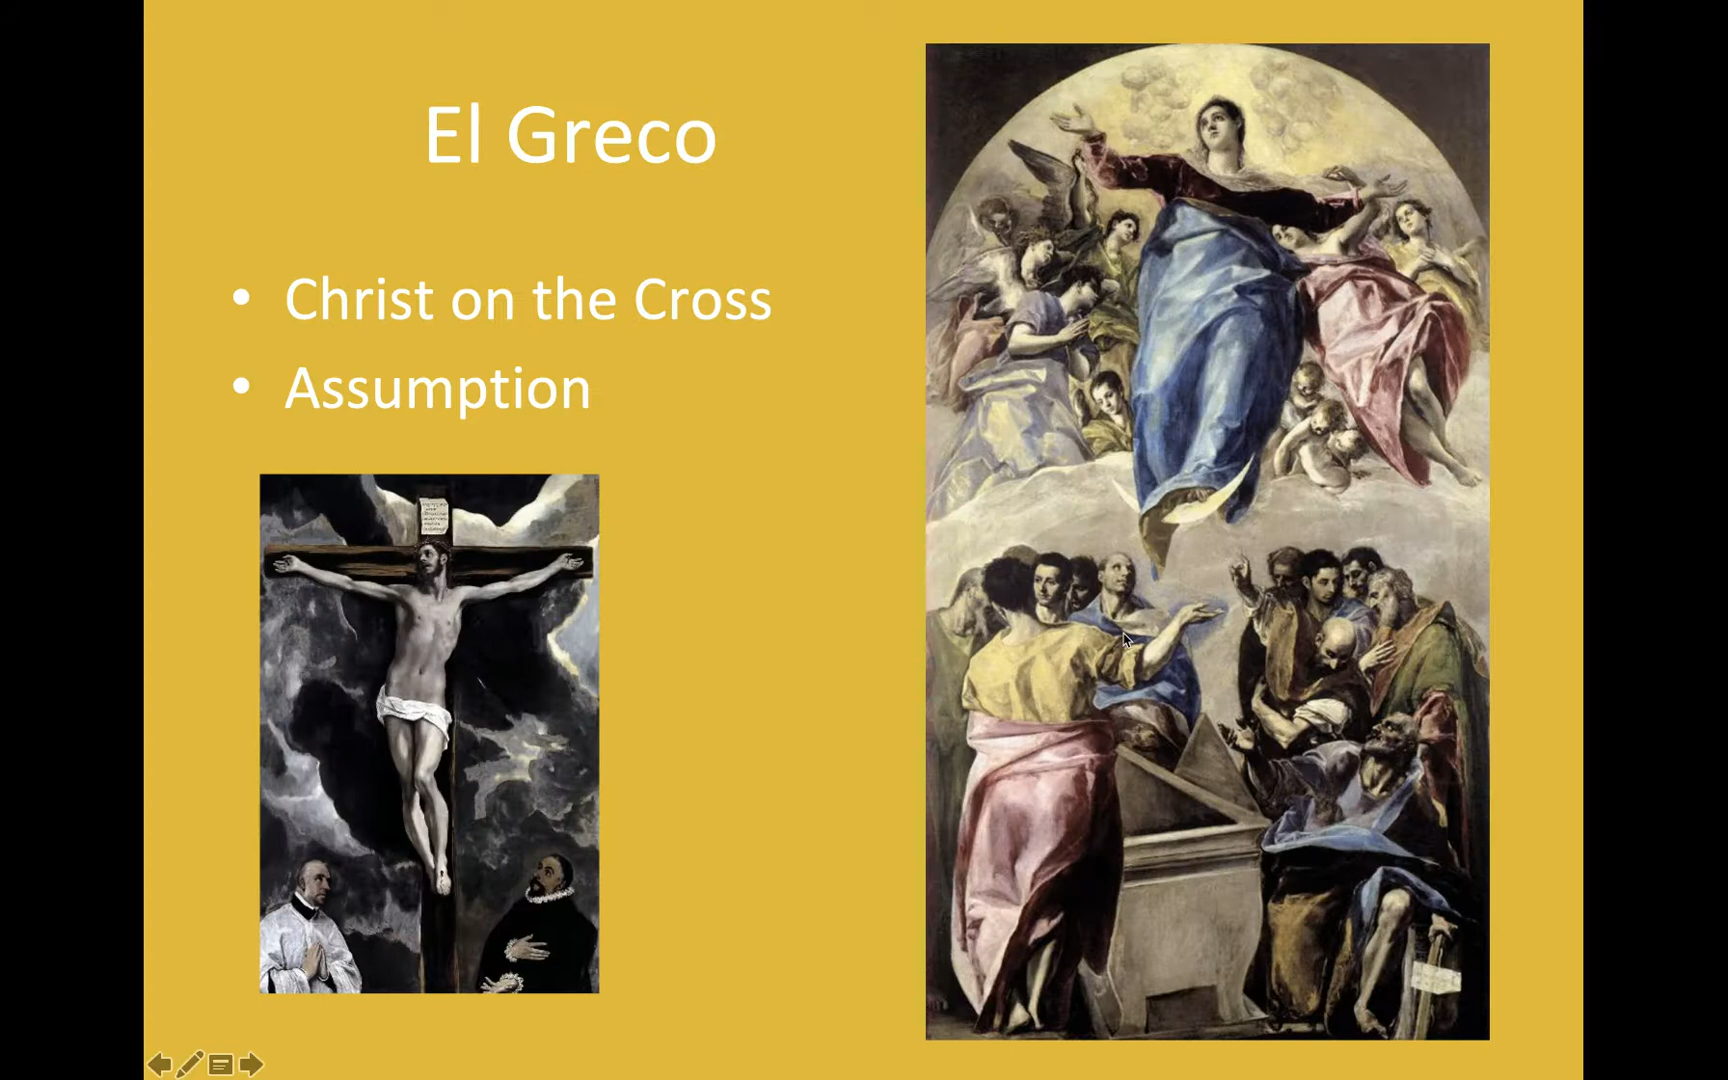 El Greco
• Christ on the Cross
• Assumption